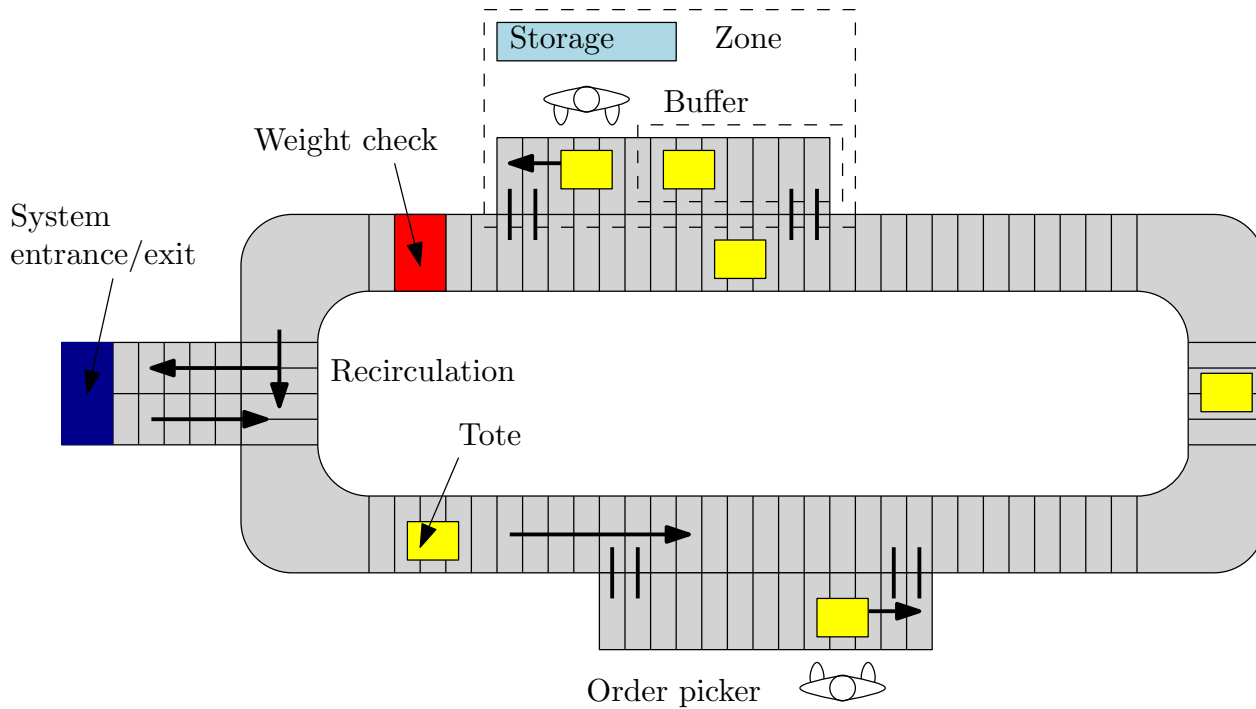 Storage
Zone
Buffer
Weight check
System
entrance/exit
Recirculation
Tote
Order picker